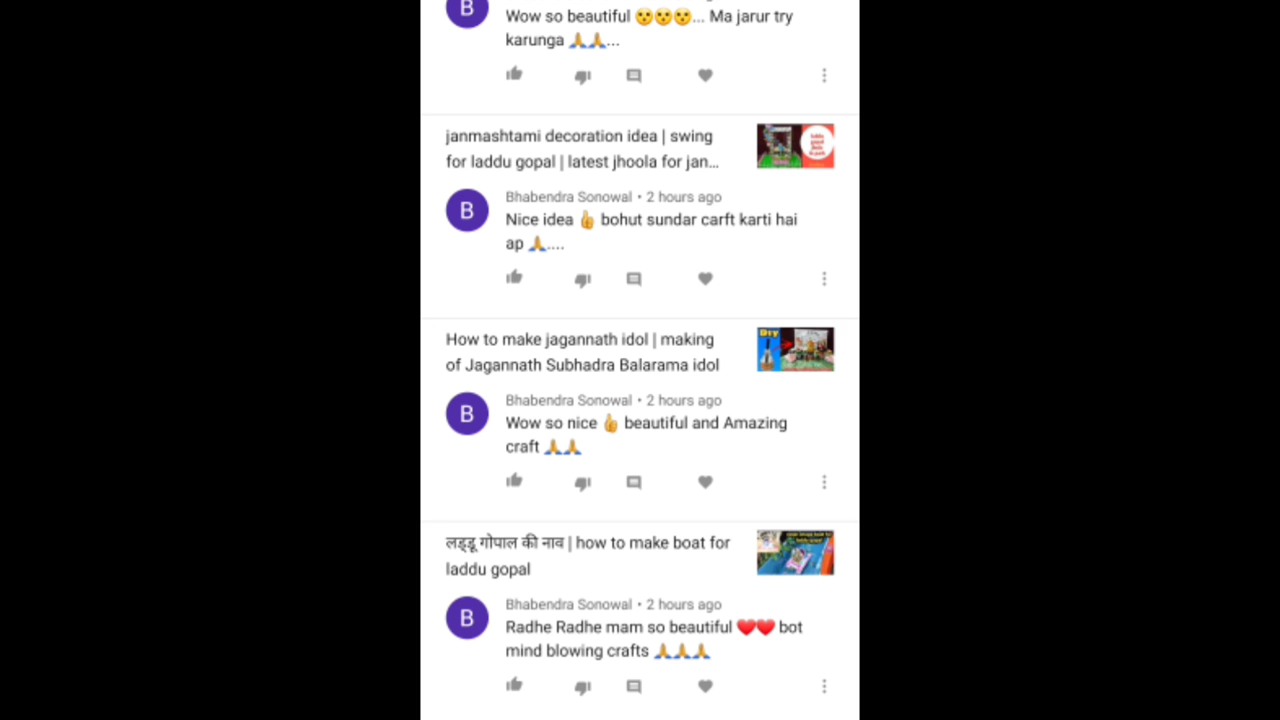 B
Wow so beautiful 😯😯😯... Ma jarur try
karunga 🙏🙏...
janmashtami decoration idea | swing
for laddu gopal | latest jhoola for jan...
B
Bhabendra Sonowal • 2 hours ago
Nice idea 👍 bohut sundar carft karti hai
ap 🙏....
How to make jagannath idol | making
of Jagannath Subhadra Balarama idol
Diy
B
Bhabendra Sonowal • 2 hours ago
Wow so nice 👍 beautiful and Amazing
craft 🙏🙏
लड्डू गोपाल की नाव | how to make boat for
laddu gopal
B
Bhabendra Sonowal • 2 hours ago
Radhe Radhe mam so beautiful ❤️❤️ bot
mind blowing crafts 🙏🙏🙏